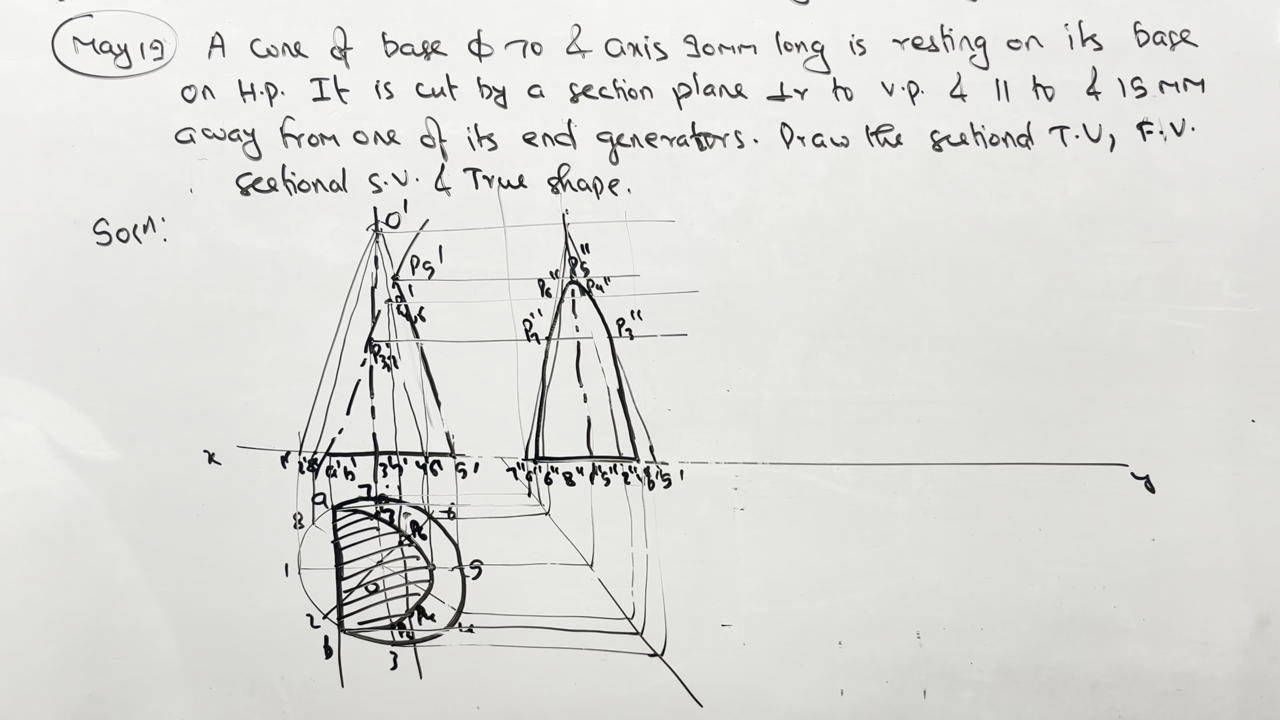 May 19 A cone of base ϕ 70 & axis 90mm long is resting on its base
on H.P. It is cut by a section plane ⊥r to V.P. & 11 to & 15 MM
away from one of its end generators. Draw the sectional T.V, F.V.
sectional S.V. & True shape.
Soln:
O'
P5'
P5"
P6" P4"
P7" P3"
x 5' 7" 6" 8" 5' y
a 7
8 6
1 O 5
2 4
b 3